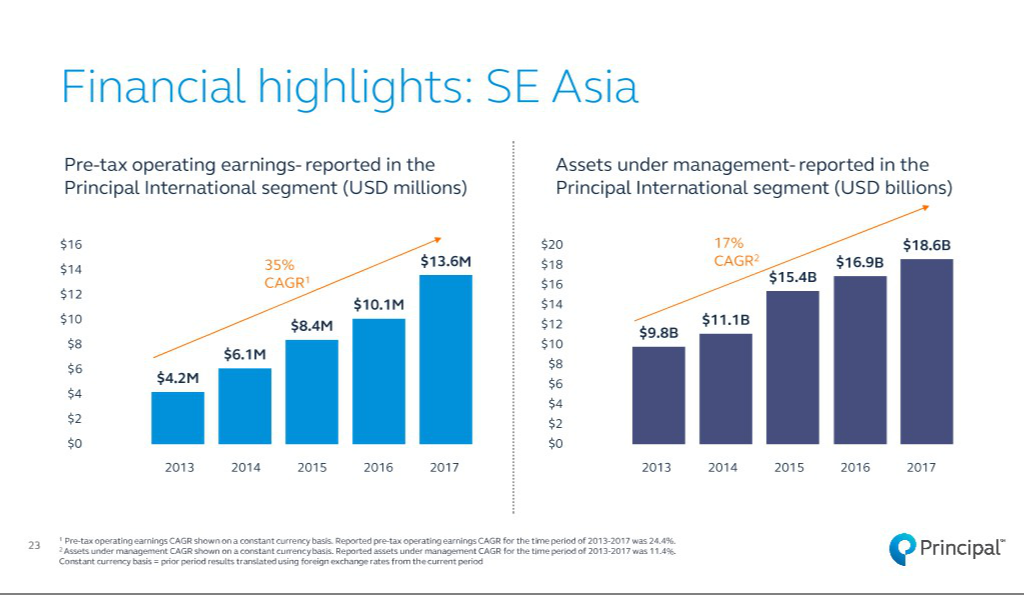 Financial highlights: SE Asia
Pre-tax operating earnings- reported in the
Principal International segment (USD millions)
$16
$14
$12
$10
$8
$6
$4
$2
$0
35%
CAGR¹
$4.2M
$6.1M
$8.4M
$10.1M
$13.6M
2013
2014
2015
2016
2017
Assets under management- reported in the
Principal International segment (USD billions)
$20
$18
$16
$14
$12
$10
$8
$6
$4
$2
$0
17%
CAGR²
$9.8B
$11.1B
$15.4B
$16.9B
$18.6B
2013
2014
2015
2016
2017
23
¹ Pre-tax operating earnings CAGR shown on a constant currency basis. Reported pre-tax operating earnings CAGR for the time period of 2013-2017 was 24.4%.
² Assets under management CAGR shown on a constant currency basis. Reported assets under management CAGR for the time period of 2013-2017 was 11.4%.
Constant currency basis = prior period results translated using foreign exchange rates from the current period
Principal℠